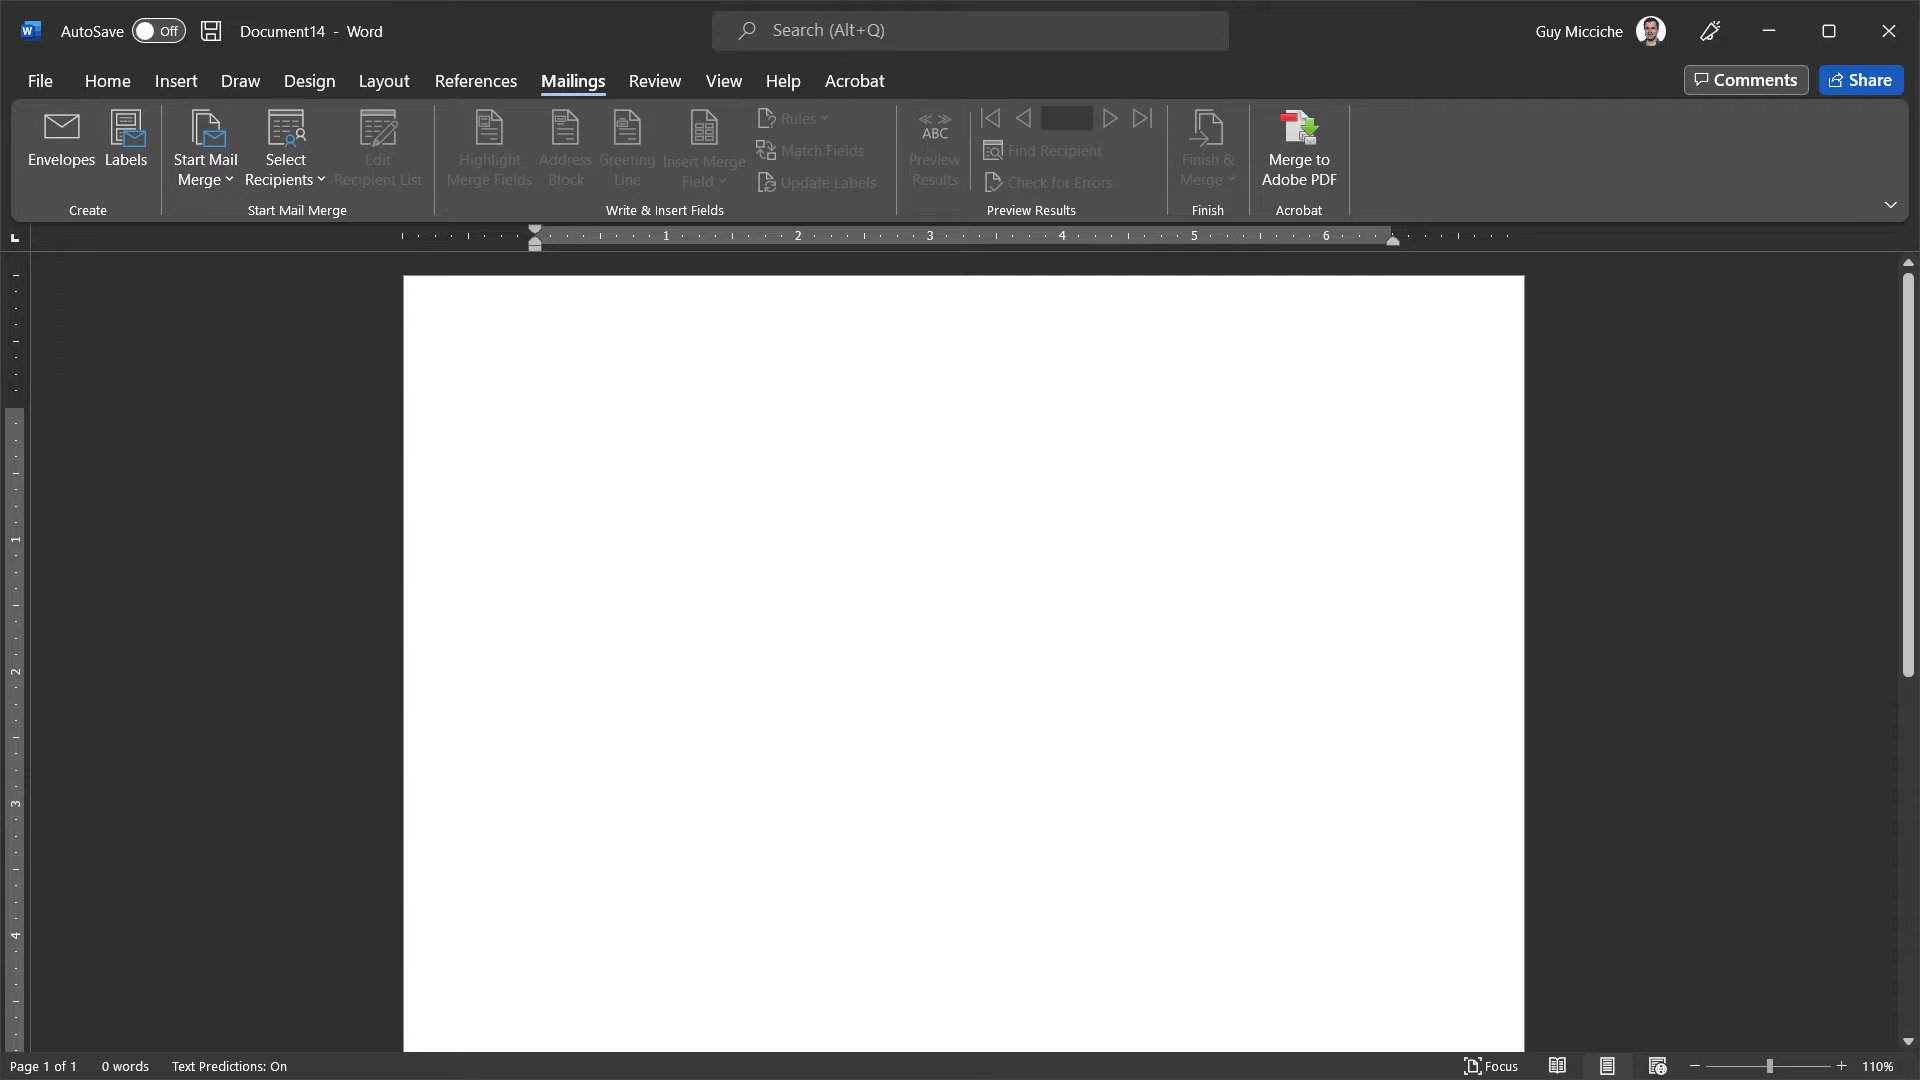 AutoSave Off Document14 - Word Search (Alt+Q) Guy Micciche
File Home Insert Draw Design Layout References Mailings Review View Help Acrobat Comments Share
Envelopes
Labels
Start Mail
Merge
Select
Recipients
Edit
Recipient List
Highlight
Merge Fields
Address
Block
Greeting
Line
Insert Merge
Field
Rules
Match Fields
Update Labels
<< >>
ABC
Preview
Results
Find Recipient
Check for Errors
Finish &
Merge
Merge to
Adobe PDF
Create Start Mail Merge Write & Insert Fields Preview Results Finish Acrobat
1 2 3 4 5 6
1
2
3
4
Page 1 of 1 0 words Text Predictions: On Focus 110%